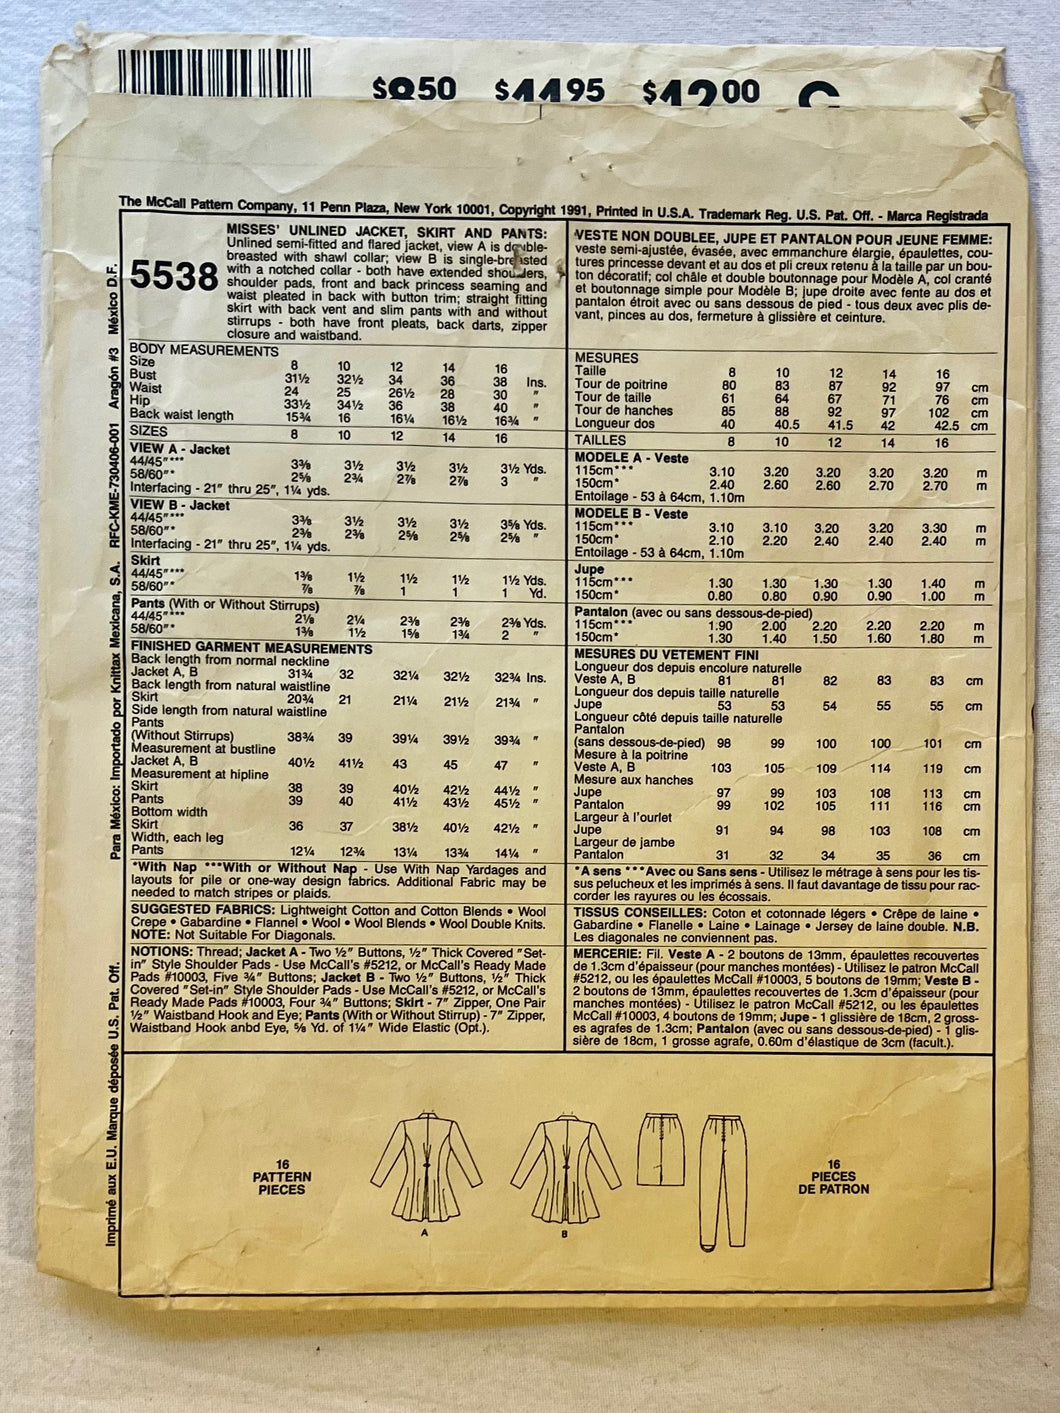 $8.50 $11.95 $12.00
The McCall Pattern Company, 11 Penn Plaza, New York 10001, Copyright 1991, Printed in U.S.A. Trademark Reg. U.S. Pat. Off. - Marca Registrada
5538
MISSES' UNLINED JACKET, SKIRT AND PANTS:
Unlined semi-fitted and flared jacket, view A is double-
breasted with shawl collar; view B is single-breasted
with a notched collar - both have extended shoulders,
shoulder pads, front and back princess seaming and
waist pleated in back with button trim; straight fitting
skirt with back vent and slim pants with and without
stirrups - both have front pleats, back darts, zipper
closure and waistband.
BODY MEASUREMENTS
Size 8 10 12 14 16
Bust 31½ 32½ 34 36 38 Ins.
Waist 24 25 26½ 28 30 "
Hip 33½ 34½ 36 38 40 "
Back waist length 15¾ 16 16¼ 16½ 16¾ "
SIZES 8 10 12 14 16
VIEW A - Jacket
44/45"*** 3⅜ 3½ 3½ 3½ 3½ Yds.
58/60"* 2⅝ 2¾ 2⅞ 2⅞ 3 "
Interfacing - 21" thru 25", 1¼ yds.
VIEW B - Jacket
44/45"*** 3⅜ 3½ 3½ 3½ 3⅝ Yds.
58/60"* 2⅜ 2⅜ 2⅝ 2⅝ 2⅝ "
Interfacing - 21" thru 25", 1¼ yds.
Skirt
44/45"*** 1⅜ 1½ 1½ 1½ 1½ Yds.
58/60"* ⅞ ⅞ 1 1 1 Yd.
Pants (With or Without Stirrups)
44/45"*** 2⅛ 2¼ 2⅜ 2⅜ 2⅜ Yds.
58/60"* 1⅜ 1½ 1⅝ 1¾ 2 "
FINISHED GARMENT MEASUREMENTS
Back length from normal neckline
Jacket A, B 31¾ 32 32¼ 32½ 32¾ Ins.
Back length from natural waistline
Skirt 20¾ 21 21¼ 21½ 21¾ "
Side length from natural waistline
Pants
(Without Stirrups) 38¾ 39 39¼ 39½ 39¾ "
Measurement at bustline
Jacket A, B 40½ 41½ 43 45 47 "
Measurement at hipline
Skirt 38 39 40½ 42½ 44½ "
Pants 39 40 41½ 43½ 45½ "
Bottom width
Skirt 36 37 38½ 40½ 42½ "
Width, each leg
Pants 12¼ 12¾ 13¼ 13¾ 14¼ "
*With Nap ***With or Without Nap - Use With Nap Yardages and
layouts for pile or one-way design fabrics. Additional Fabric may be
needed to match stripes or plaids.
SUGGESTED FABRICS: Lightweight Cotton and Cotton Blends • Wool
Crepe • Gabardine • Flannel • Wool • Wool Blends • Wool Double Knits.
NOTE: Not Suitable For Diagonals.
NOTIONS: Thread; Jacket A - Two ½" Buttons, ½" Thick Covered "Set-
in" Style Shoulder Pads - Use McCall's #5212, or McCall's Ready Made
Pads #10003, Five ¾" Buttons; Jacket B - Two ½" Buttons, ½" Thick
Covered "Set-in" Style Shoulder Pads - Use McCall's #5212, or McCall's
Ready Made Pads #10003, Four ¾" Buttons; Skirt - 7" Zipper, One Pair
½" Waistband Hook and Eye; Pants (With or Without Stirrup) - 7" Zipper,
Waistband Hook anbd Eye, ⅝ Yd. of 1¼" Wide Elastic (Opt.).
VESTE NON DOUBLEE, JUPE ET PANTALON POUR JEUNE FEMME:
veste semi-ajustée, évasée, avec emmanchure élargie, épaulettes, cou-
tures princesse devant et au dos et pli creux retenu à la taille par un bou-
ton décoratif; col châle et double boutonnage pour Modèle A, col cranté
et boutonnage simple pour Modèle B; jupe droite avec fente au dos et
pantalon étroit avec ou sans dessous de pied - tous deux avec plis de-
vant, pinces au dos, fermeture à glissière et ceinture.
MESURES
Taille 8 10 12 14 16
Tour de poitrine 80 83 87 92 97 cm
Tour de taille 61 64 67 71 76 cm
Tour de hanches 85 88 92 97 102 cm
Longueur dos 40 40.5 41.5 42 42.5 cm
TAILLES 8 10 12 14 16
MODELE A - Veste
115cm*** 3.10 3.20 3.20 3.20 3.20 m
150cm* 2.40 2.60 2.60 2.70 2.70 m
Entoilage - 53 à 64cm, 1.10m
MODELE B - Veste
115cm*** 3.10 3.10 3.20 3.20 3.30 m
150cm* 2.10 2.20 2.40 2.40 2.40 m
Entoilage - 53 à 64cm, 1.10m
Jupe
115cm*** 1.30 1.30 1.30 1.30 1.40 m
150cm* 0.80 0.80 0.90 0.90 1.00 m
Pantalon (avec ou sans dessous-de-pied)
115cm*** 1.90 2.00 2.20 2.20 2.20 m
150cm* 1.30 1.40 1.50 1.60 1.80 m
MESURES DU VETEMENT FINI
Longueur dos depuis encolure naturelle
Veste A, B 81 81 82 83 83 cm
Longueur dos depuis taille naturelle
Jupe 53 53 54 55 55 cm
Longueur côté depuis taille naturelle
Pantalon
(sans dessous-de-pied) 98 99 100 100 101 cm
Mesure à la poitrine
Veste A, B 103 105 109 114 119 cm
Mesure aux hanches
Jupe 97 99 103 108 113 cm
Pantalon 99 102 105 111 116 cm
Largeur à l'ourlet
Jupe 91 94 98 103 108 cm
Largeur de jambe
Pantalon 31 32 34 35 36 cm
*A sens ***Avec ou Sans sens - Utilisez le métrage à sens pour les tis-
sus pelucheux et les imprimés à sens. Il faut davantage de tissu pour rac-
corder les rayures ou les écossais.
TISSUS CONSEILLES: Coton et cotonnade légers • Crêpe de laine •
Gabardine • Flanelle • Laine • Lainage • Jersey de laine double. N.B.
Les diagonales ne conviennent pas.
MERCERIE: Fil. Veste A - 2 boutons de 13mm, épaulettes recouvertes
de 1.3cm d'épaisseur (pour manches montées) - Utilisez le patron McCall
#5212, ou les épaulettes McCall #10003, 5 boutons de 19mm; Veste B -
2 boutons de 13mm, épaulettes recouvertes de 1.3cm d'épaisseur (pour
manches montées) - Utilisez le patron McCall #5212, ou les épaulettes
McCall #10003, 4 boutons de 19mm; Jupe - 1 glissière de 18cm, 2 gross-
es agrafes de 1.3cm; Pantalon (avec ou sans dessous-de-pied) - 1 glis-
sière de 18cm, 1 grosse agrafe, 0.60m d'élastique de 3cm (facult.).
16
PATTERN
PIECES
A
B
16
PIECES
DE PATRON
Imprimé aux E.U. Marque déposée U.S. Pat. Off. Para México: Importado por Knittax Mexicana, S.A. RFC-KME-730406-001 Aragón #3 México D.F.